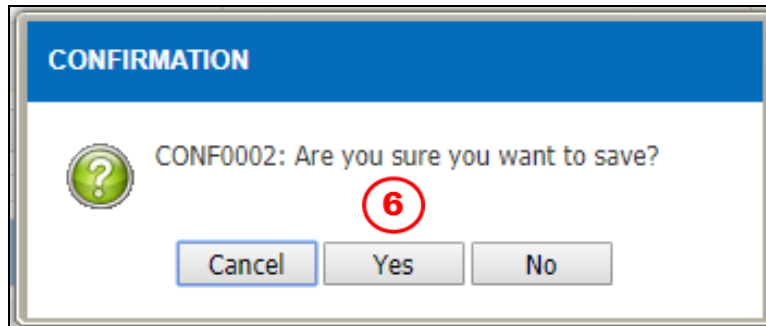 CONFIRMATION
CONF0002: Are you sure you want to save?
6
Cancel Yes No